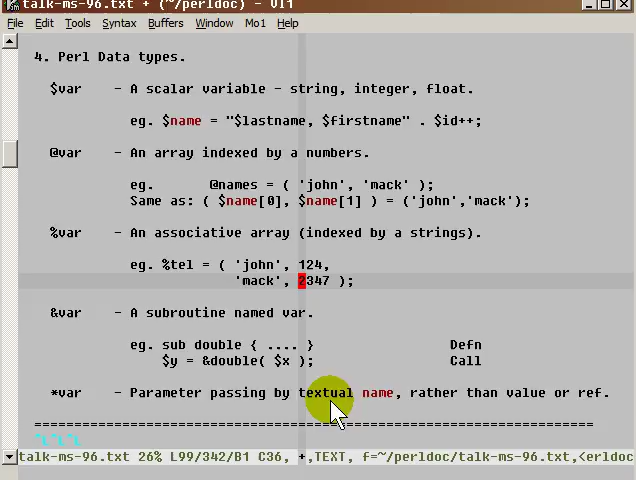 talk-ms-96.txt + (~/perldoc) - VI1
File Edit Tools Syntax Buffers Window Mo1 Help
4. Perl Data types.
$var - A scalar variable - string, integer, float.
eg. $name = "$lastname, $firstname" . $id++;
@var - An array indexed by a numbers.
eg. @names = ( 'john', 'mack' );
Same as: ( $name[0], $name[1] ) = ('john','mack');
%var - An associative array (indexed by a strings).
eg. %tel = ( 'john', 124,
'mack', 2347 );
&var - A subroutine named var.
eg. sub double { .... } Defn
$y = &double( $x ); Call
*var - Parameter passing by textual name, rather than value or ref.
==========================================================================
^L^L^L
talk-ms-96.txt 26% L99/342/B1 C36, +,TEXT, f=~/perldoc/talk-ms-96.txt,<erldoc